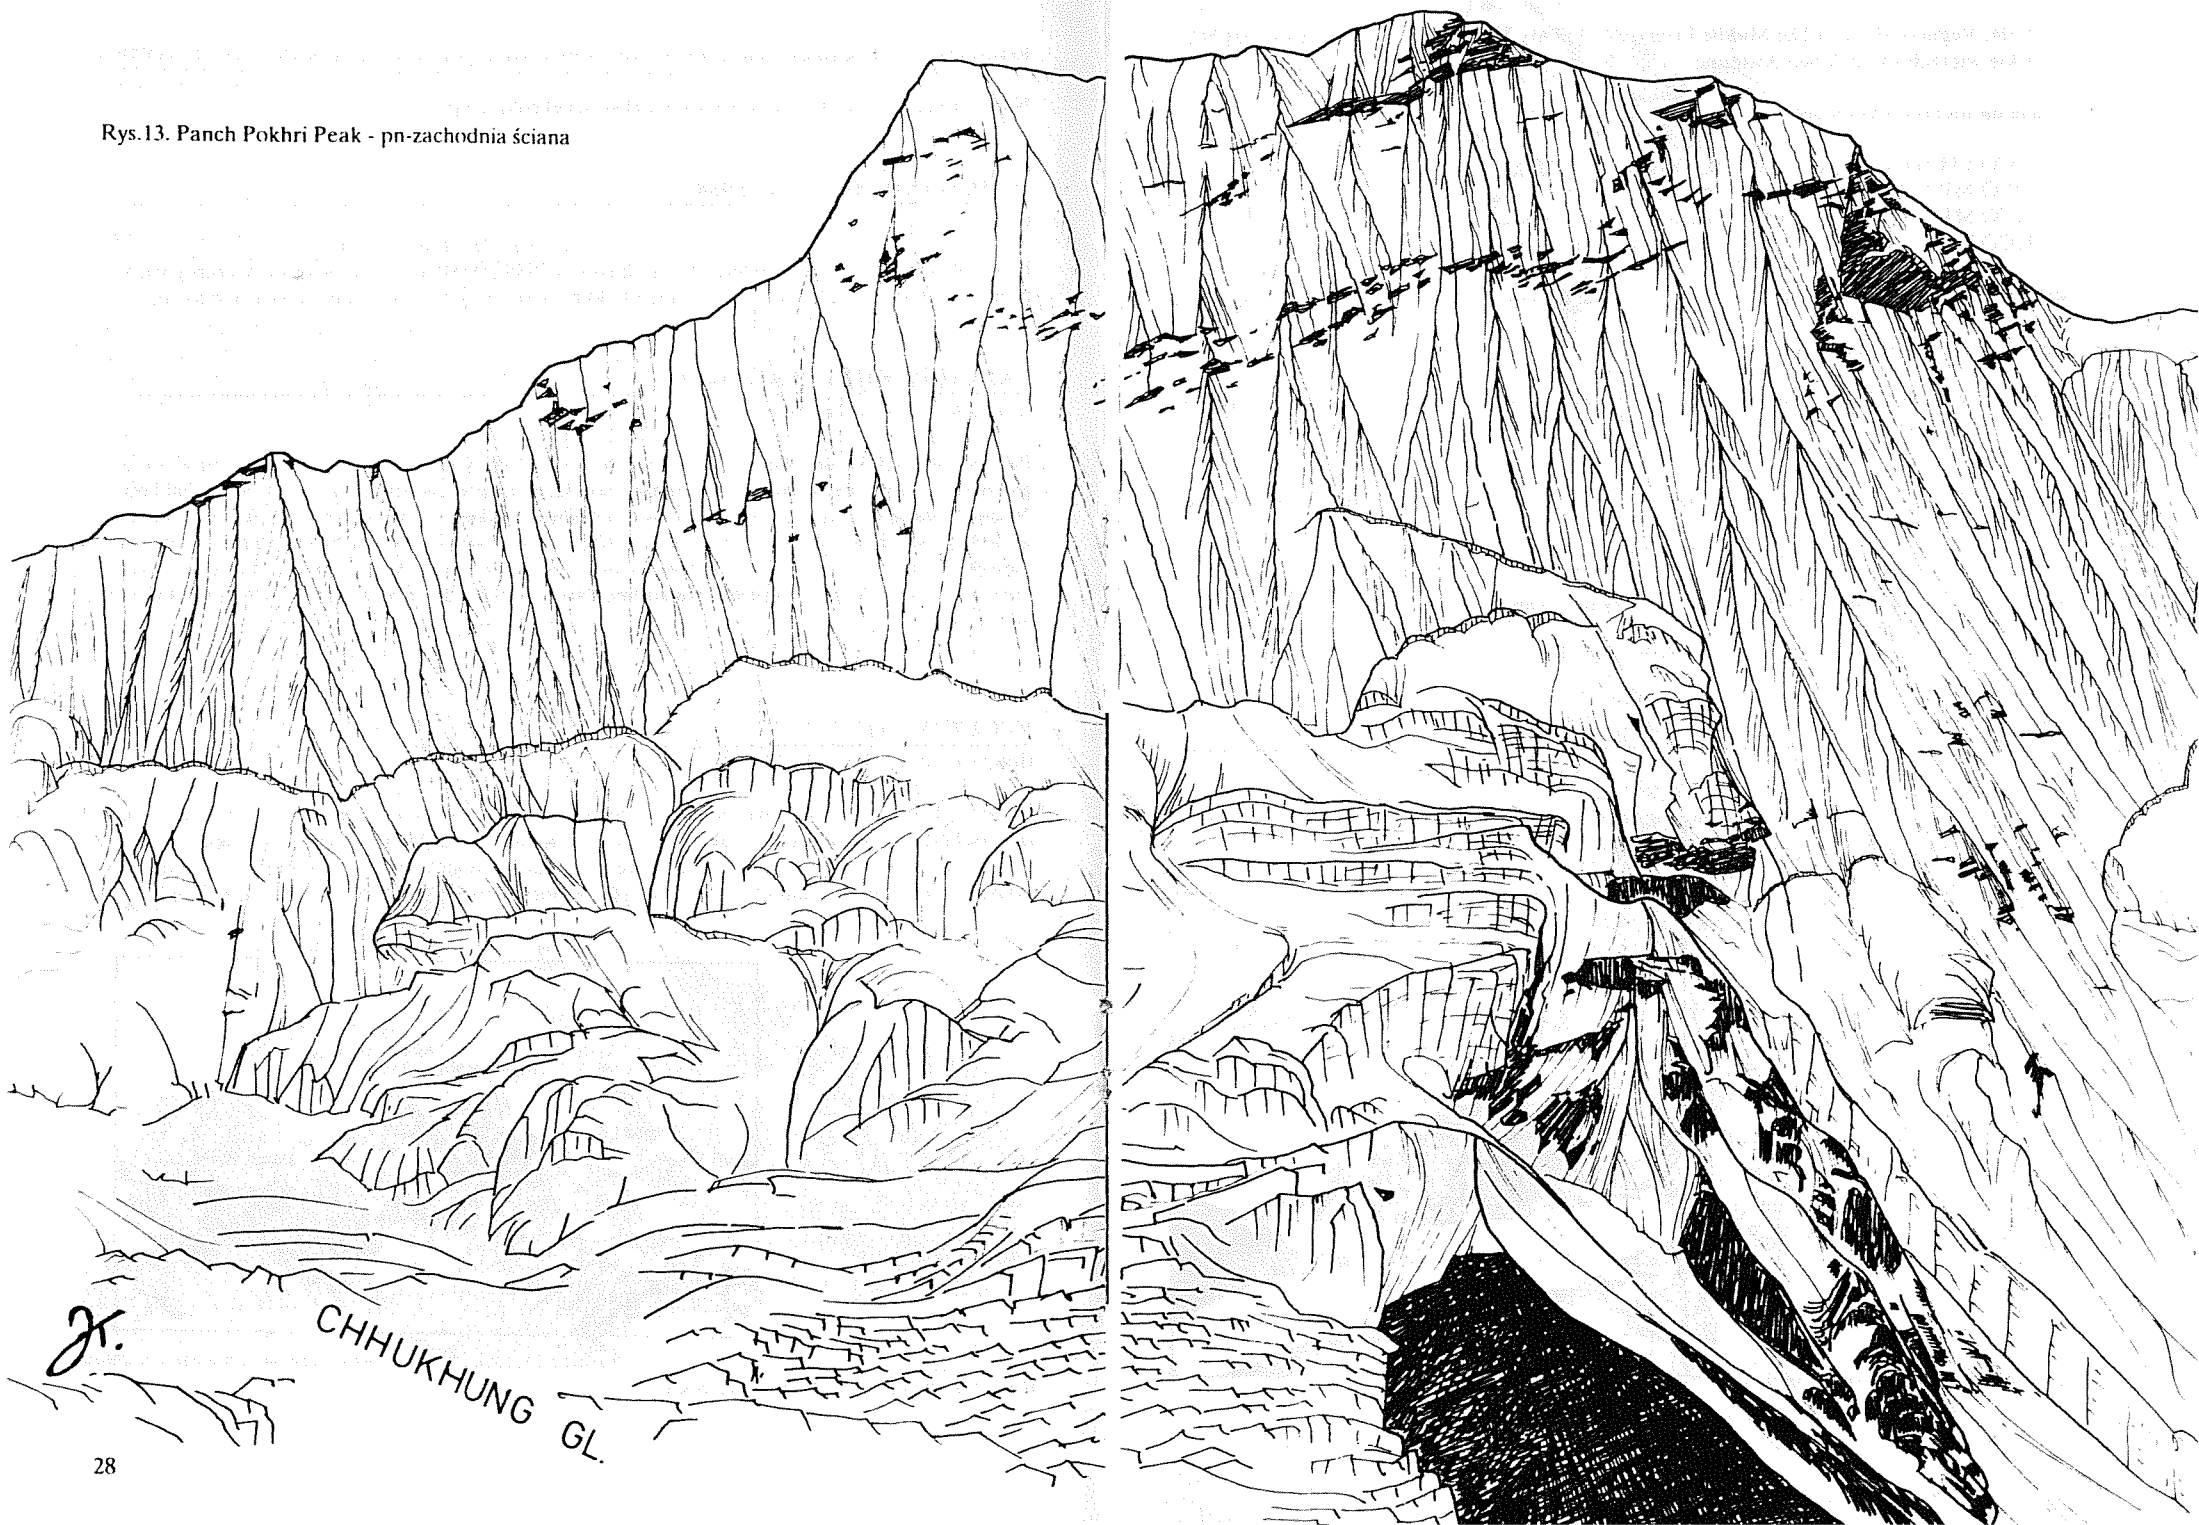 Rys.13. Panch Pokhri Peak - pn-zachodnia ściana
CHHUKHUNG GL.
28